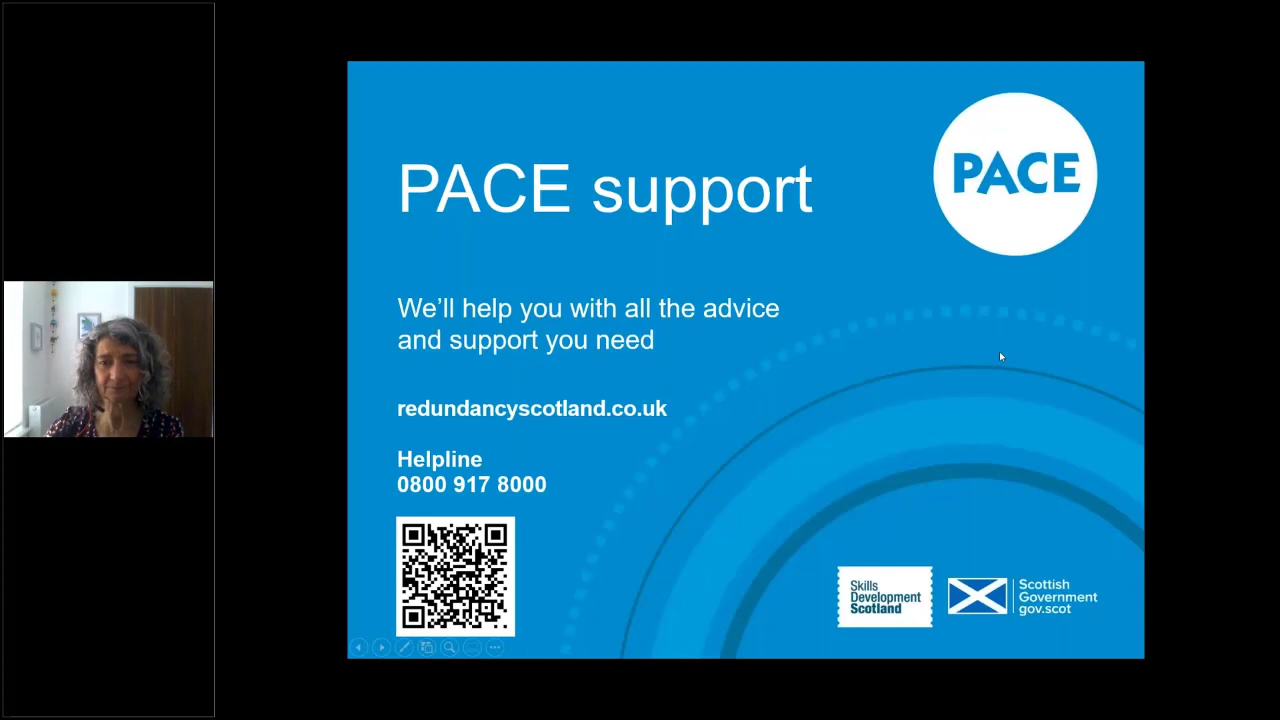 PACE support
PACE
We’ll help you with all the advice
and support you need
redundancyscotland.co.uk
Helpline
0800 917 8000
Skills
Development
Scotland
Scottish
Government
gov.scot